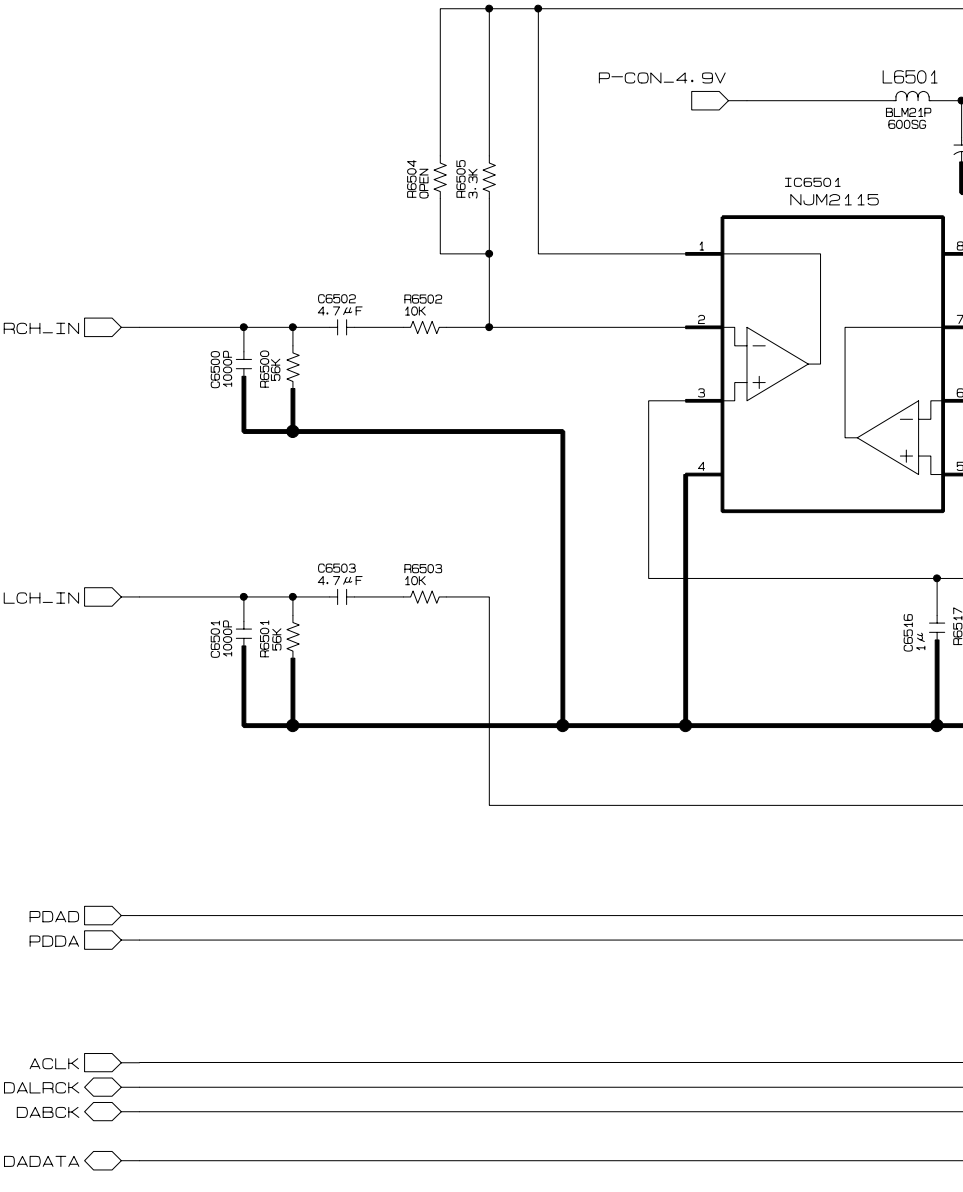 P-CON_4.9V
L6501
BLM21P
600SG
R6504
OPEN
R6505
3.3K
IC6501
NJM2115
1
8
C6502
4.7μF
R6502
10K
RCH_IN
2
7
C6500
1000P
R6500
56K
3
6
4
5
C6503
4.7μF
R6503
10K
LCH_IN
C6501
1000P
R6501
56K
C6516
1μ
R6517
PDAD
PDDA
ACLK
DALRCK
DABCK
DADATA